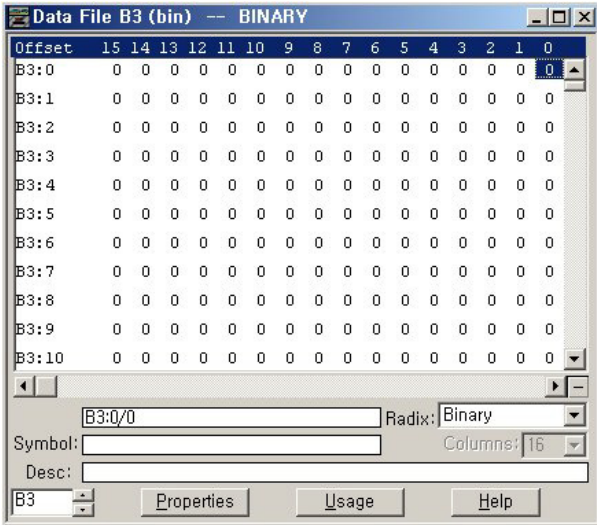 Data File B3 (bin) -- BINARY
Offset 15 14 13 12 11 10 9 8 7 6 5 4 3 2 1 0
B3:0 0 0 0 0 0 0 0 0 0 0 0 0 0 0 0 0
B3:1 0 0 0 0 0 0 0 0 0 0 0 0 0 0 0 0
B3:2 0 0 0 0 0 0 0 0 0 0 0 0 0 0 0 0
B3:3 0 0 0 0 0 0 0 0 0 0 0 0 0 0 0 0
B3:4 0 0 0 0 0 0 0 0 0 0 0 0 0 0 0 0
B3:5 0 0 0 0 0 0 0 0 0 0 0 0 0 0 0 0
B3:6 0 0 0 0 0 0 0 0 0 0 0 0 0 0 0 0
B3:7 0 0 0 0 0 0 0 0 0 0 0 0 0 0 0 0
B3:8 0 0 0 0 0 0 0 0 0 0 0 0 0 0 0 0
B3:9 0 0 0 0 0 0 0 0 0 0 0 0 0 0 0 0
B3:10 0 0 0 0 0 0 0 0 0 0 0 0 0 0 0 0
B3:0/0 Radix: Binary
Symbol: Columns: 16
Desc:
B3 Properties Usage Help